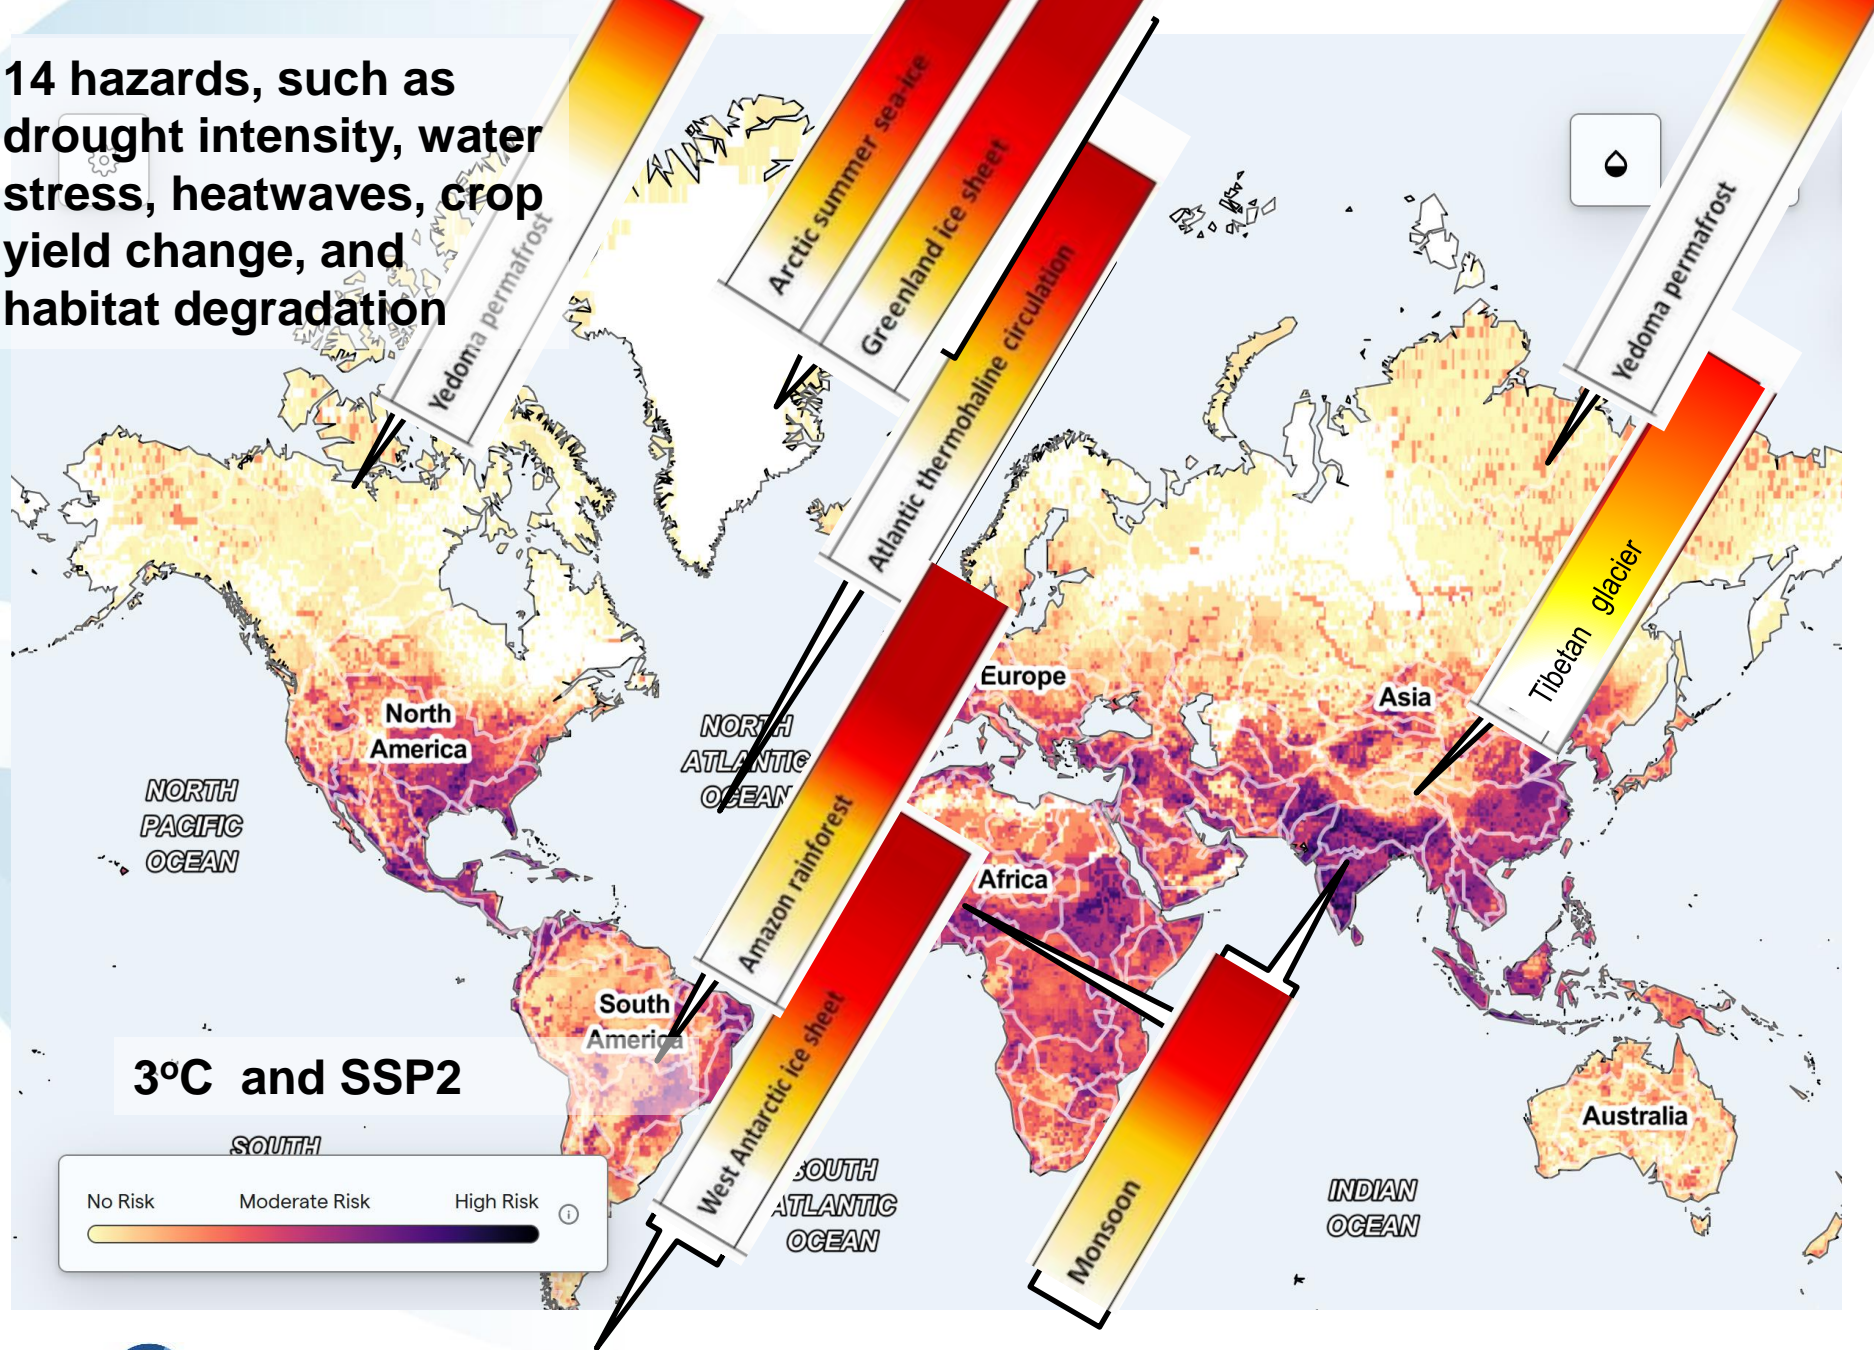 14 hazards, such as
drought intensity, water
stress, heatwaves, crop
yield change, and
habitat degradation
Yedoma permafrost
Arctic summer sea-ice
Greenland ice sheet
Atlantic thermohaline circulation
Yedoma permafrost
Tibetan glacier
Amazon rainforest
West Antarctic ice sheet
Monsoon
North
America
NORTH
ATLANTIC
OCEAN
Europe
Asia
NORTH
PACIFIC
OCEAN
Africa
South
America
3°C and SSP2
Australia
SOUTH
SOUTH
ATLANTIC
OCEAN
INDIAN
OCEAN
No Risk Moderate Risk High Risk